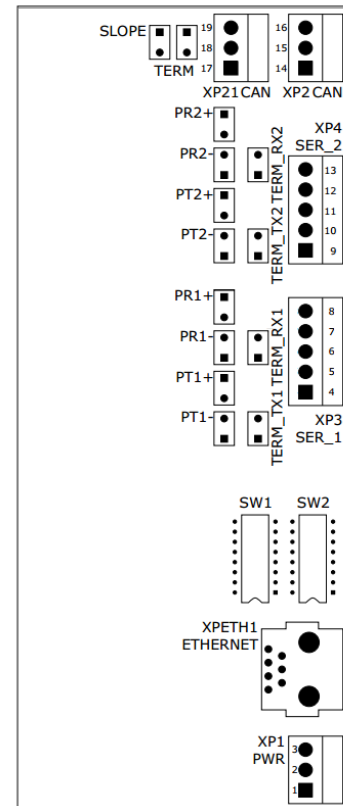 SLOPE
TERM
19
18
17
XP21 CAN
16
15
14
XP2 CAN
PR2+
PR2-
PT2+
PT2-
TERM_RX2
TERM_TX2
XP4
SER_2
13
12
11
10
9
PR1+
PR1-
PT1+
PT1-
TERM_RX1
TERM_TX1
8
7
6
5
4
XP3
SER_1
SW1
SW2
XPETH1
ETHERNET
XP1
PWR
3
2
1